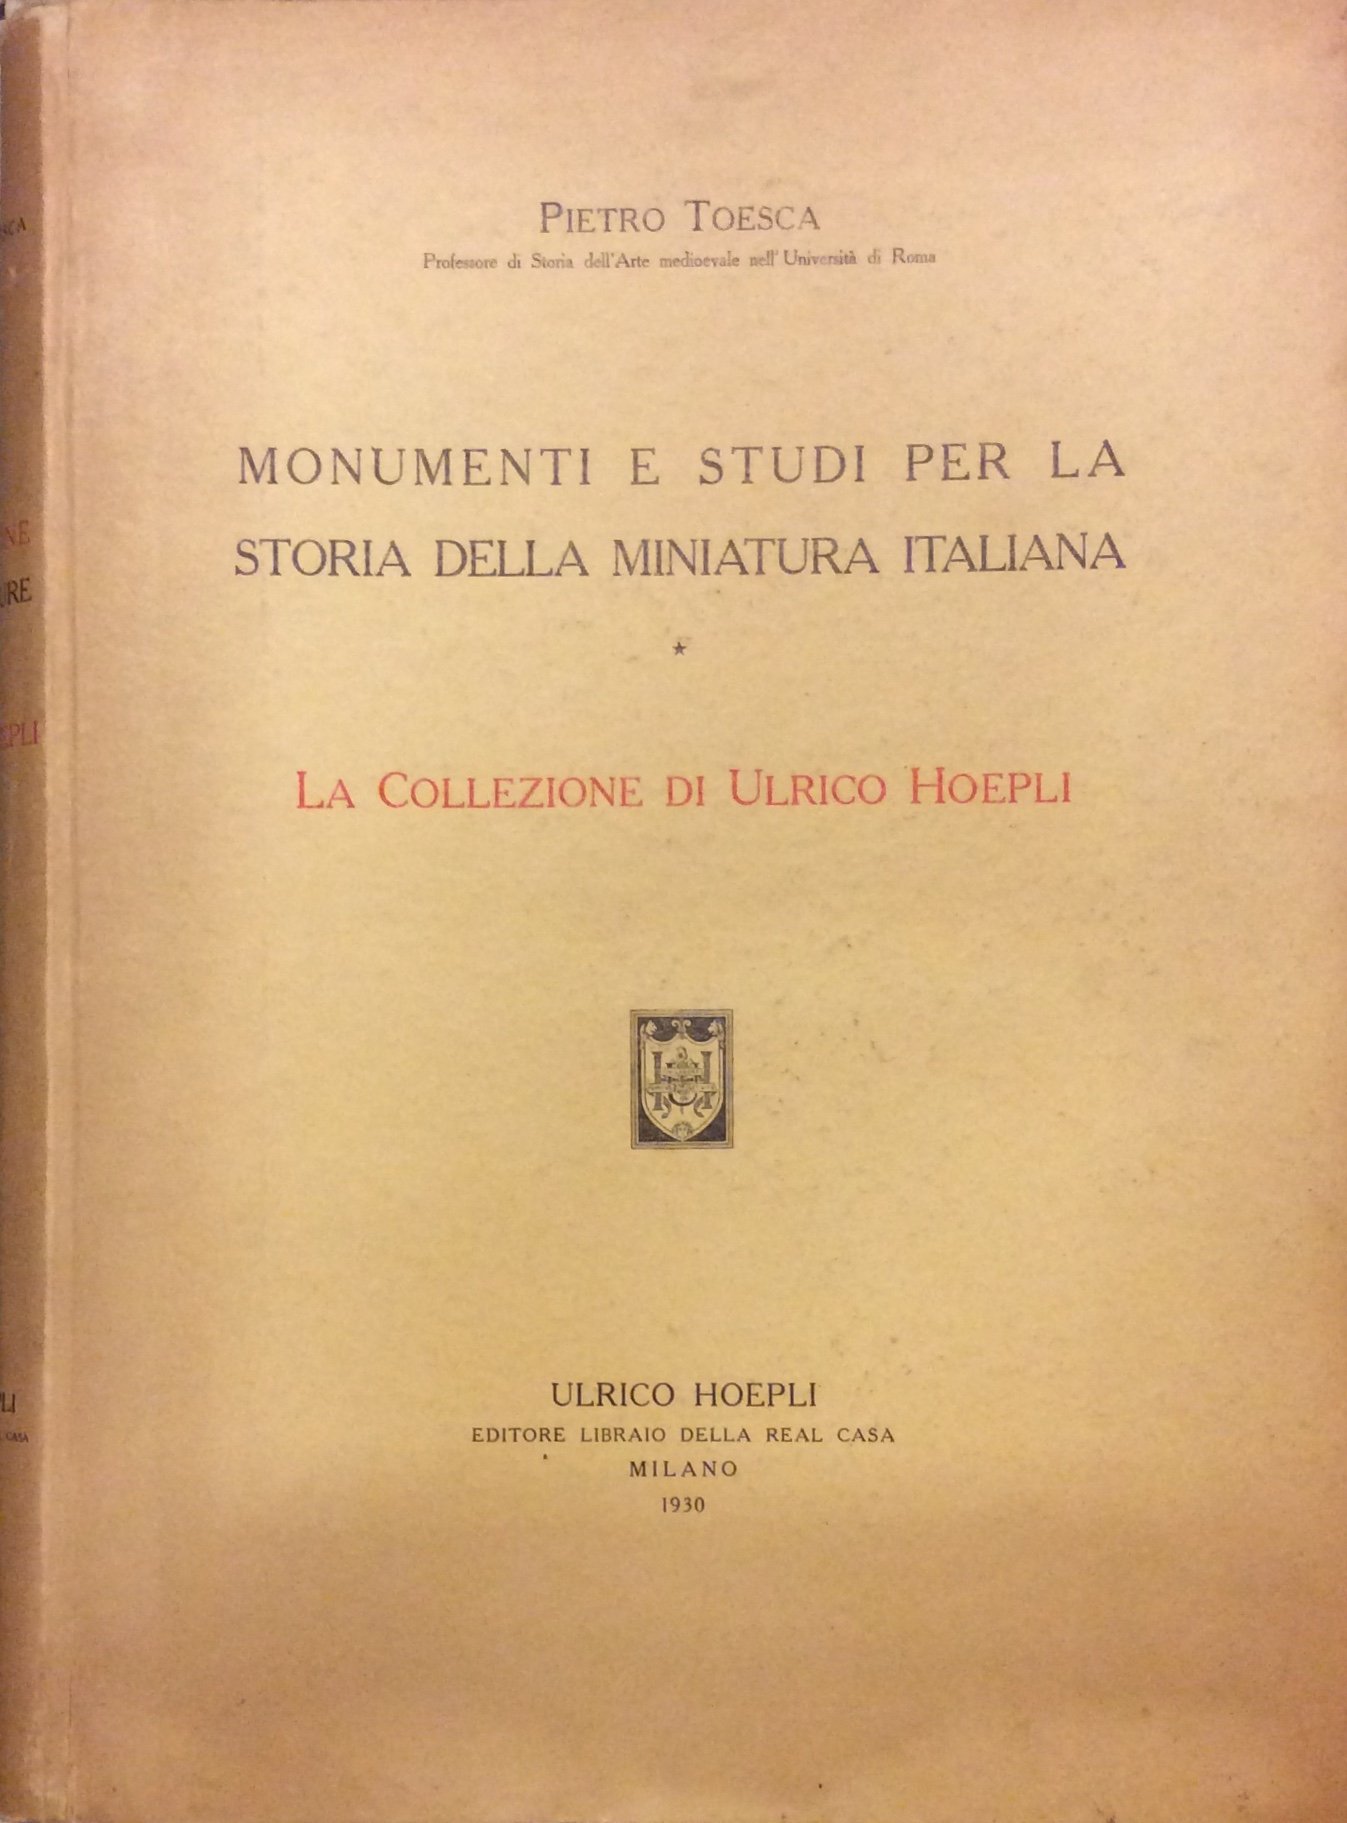 PIETRO TOESCA
Professore di Storia dell'Arte medioevale nell'Università di Roma
MONUMENTI E STUDI PER LA
STORIA DELLA MINIATURA ITALIANA
LA COLLEZIONE DI ULRICO HOEPLI
ULRICO HOEPLI
EDITORE LIBRAIO DELLA REAL CASA
MILANO
1930